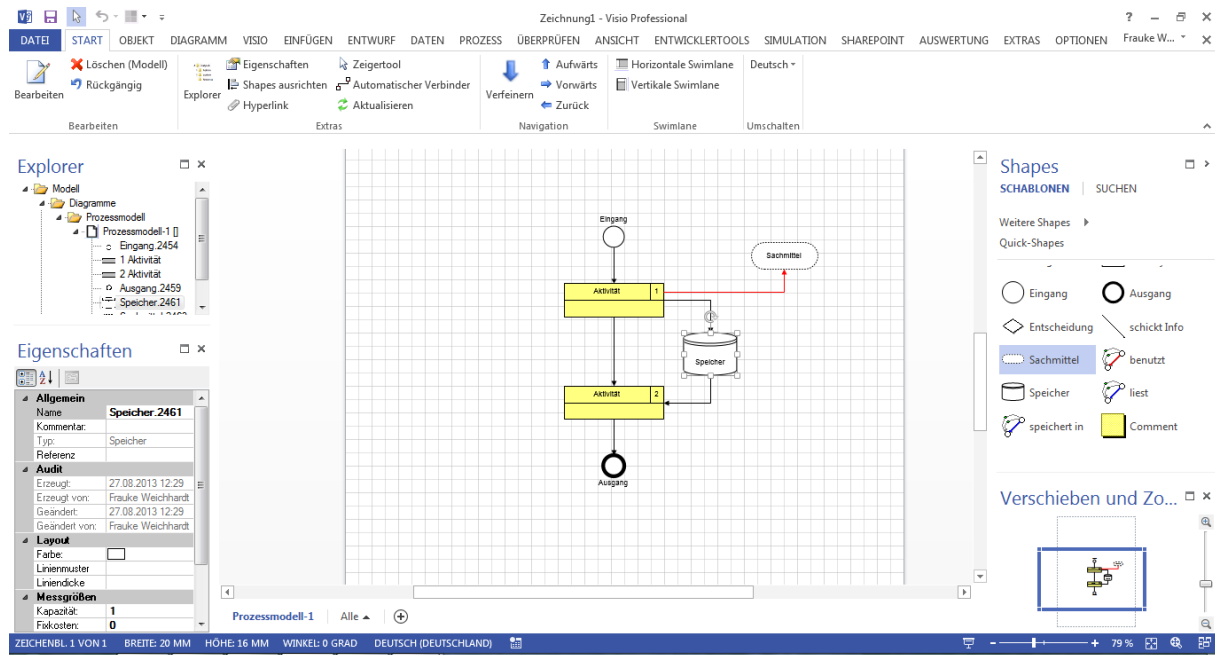 Zeichnung1 - Visio Professional
DATEI START OBJEKT DIAGRAMM VISIO EINFÜGEN ENTWURF DATEN PROZESS ÜBERPRÜFEN ANSICHT ENTWICKLERTOOLS SIMULATION SHAREPOINT AUSWERTUNG EXTRAS OPTIONEN Frauke W...
Löschen (Modell)
Rückgängig
Bearbeiten
Bearbeiten
Explorer
Eigenschaften
Shapes ausrichten
Hyperlink
Zeigertool
Automatischer Verbinder
Aktualisieren
Extras
Verfeinern
Aufwärts
Vorwärts
Zurück
Navigation
Horizontale Swimlane
Vertikale Swimlane
Swimlane
Deutsch
Umschalten
Explorer
Modell
Diagramme
Prozessmodell
Prozessmodell-1 []
Eingang.2454
1 Aktivität
2 Aktivität
Ausgang.2459
Speicher.2461
Eigenschaften
Allgemein
Name Speicher.2461
Kommentar:
Typ: Speicher
Referenz
Audit
Erzeugt: 27.08.2013 12:29
Erzeugt von: Frauke Weichhardt
Geändert: 27.08.2013 12:29
Geändert von: Frauke Weichhardt
Layout
Farbe:
Linienmuster
Liniendicke
Messgrößen
Kapazität: 1
Fixkosten: 0
Eingang
Sachmittel
Aktivität 1
Speicher
Aktivität 2
Ausgang
Prozessmodell-1 Alle
Shapes
SCHABLONEN SUCHEN
Weitere Shapes
Quick-Shapes
Eingang Ausgang
Entscheidung schickt Info
Sachmittel benutzt
Speicher liest
speichert in Comment
Verschieben und Zo...
ZEICHENBL. 1 VON 1 BREITE: 20 MM HÖHE: 16 MM WINKEL: 0 GRAD DEUTSCH (DEUTSCHLAND) 79 %